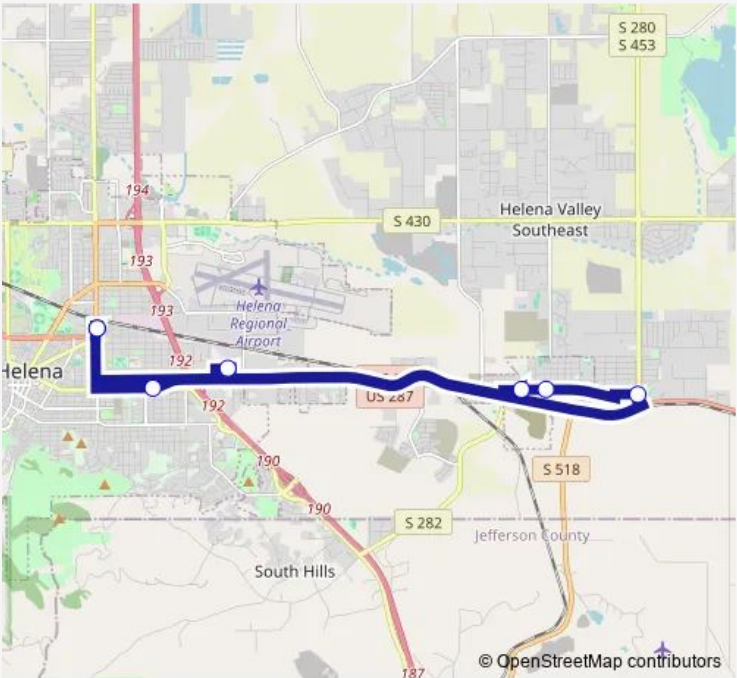 S 280
S 453
194
S 430
Helena Valley
Southeast
193
Helena
Regional
Airport
193
192
Helena
US 287
192
190
S 518
190
S 282
Jefferson County
South Hills
187
© OpenStreetMap contributors